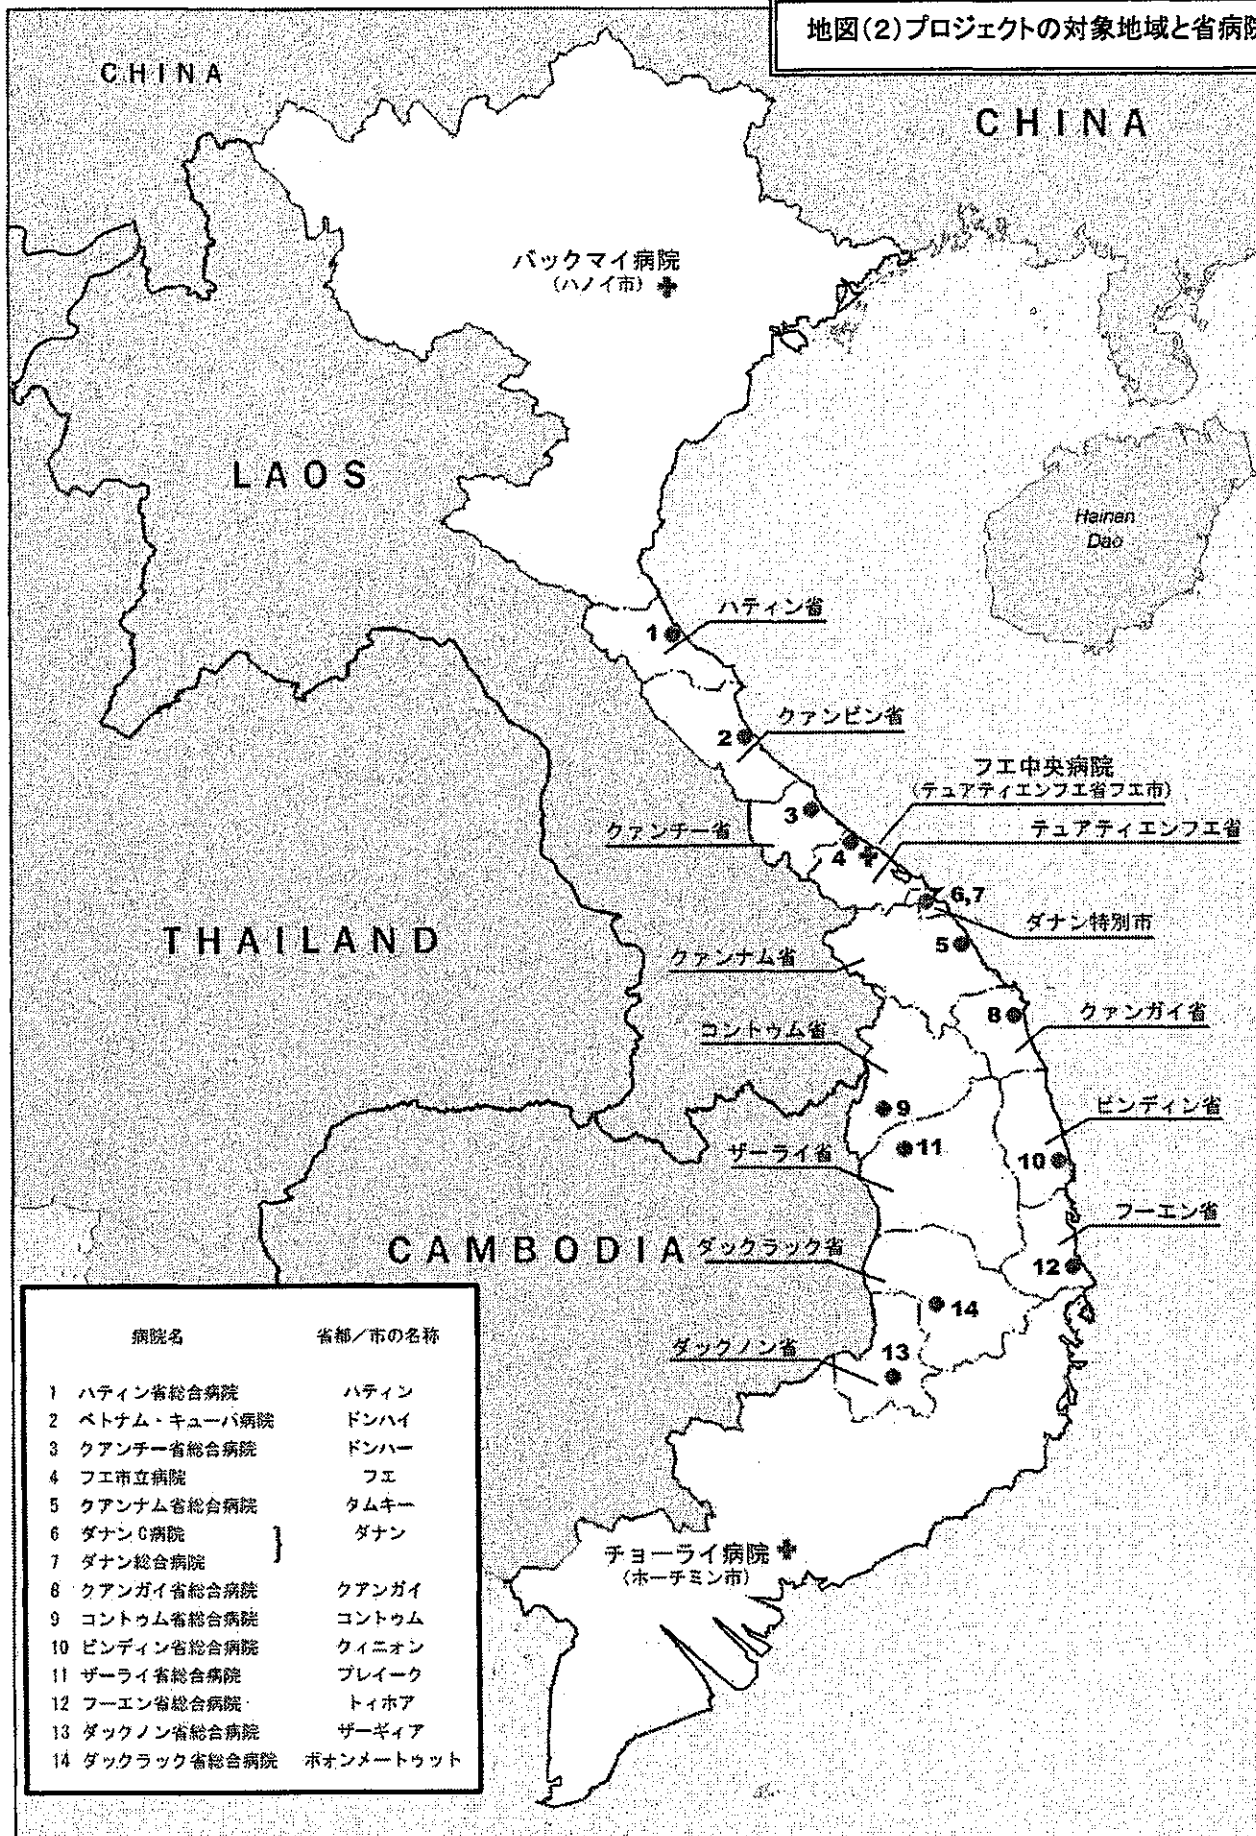 地図(2)プロジェクトの対象地域と省病院
CHINA
CHINA
バックマイ病院
(ハノイ市)
LAOS
Hainan
Dao
ハティン省
1
クァンビン省
2
フエ中央病院
(テュアティエンフエ省フエ市)
3
クァンチー省
テュアティエンフエ省
4
6,7
ダナン特別市
THAILAND
5
クァンナム省
8
クァンガイ省
コントゥム省
9
ビンディン省
11
ザーライ省
10
フーエン省
CAMBODIA
ダックラック省
12
14
ダックノン省
13
病院名 省都/市の名称
1 ハティン省総合病院 ハティン
2 ベトナム・キューバ病院 ドンハイ
3 クアンチー省総合病院 ドンハー
4 フエ市立病院 フエ
5 クアンナム省総合病院 タムキー
6 ダナンC病院 } ダナン
7 ダナン総合病院
8 クアンガイ省総合病院 クアンガイ
9 コントゥム省総合病院 コントゥム
10 ビンディン省総合病院 クィニォン
11 ザーライ省総合病院 プレイーク
12 フーエン省総合病院 トィホア
13 ダックノン省総合病院 ザーギィア
14 ダックラック省総合病院 ボォンメートゥット
チョーライ病院
(ホーチミン市)